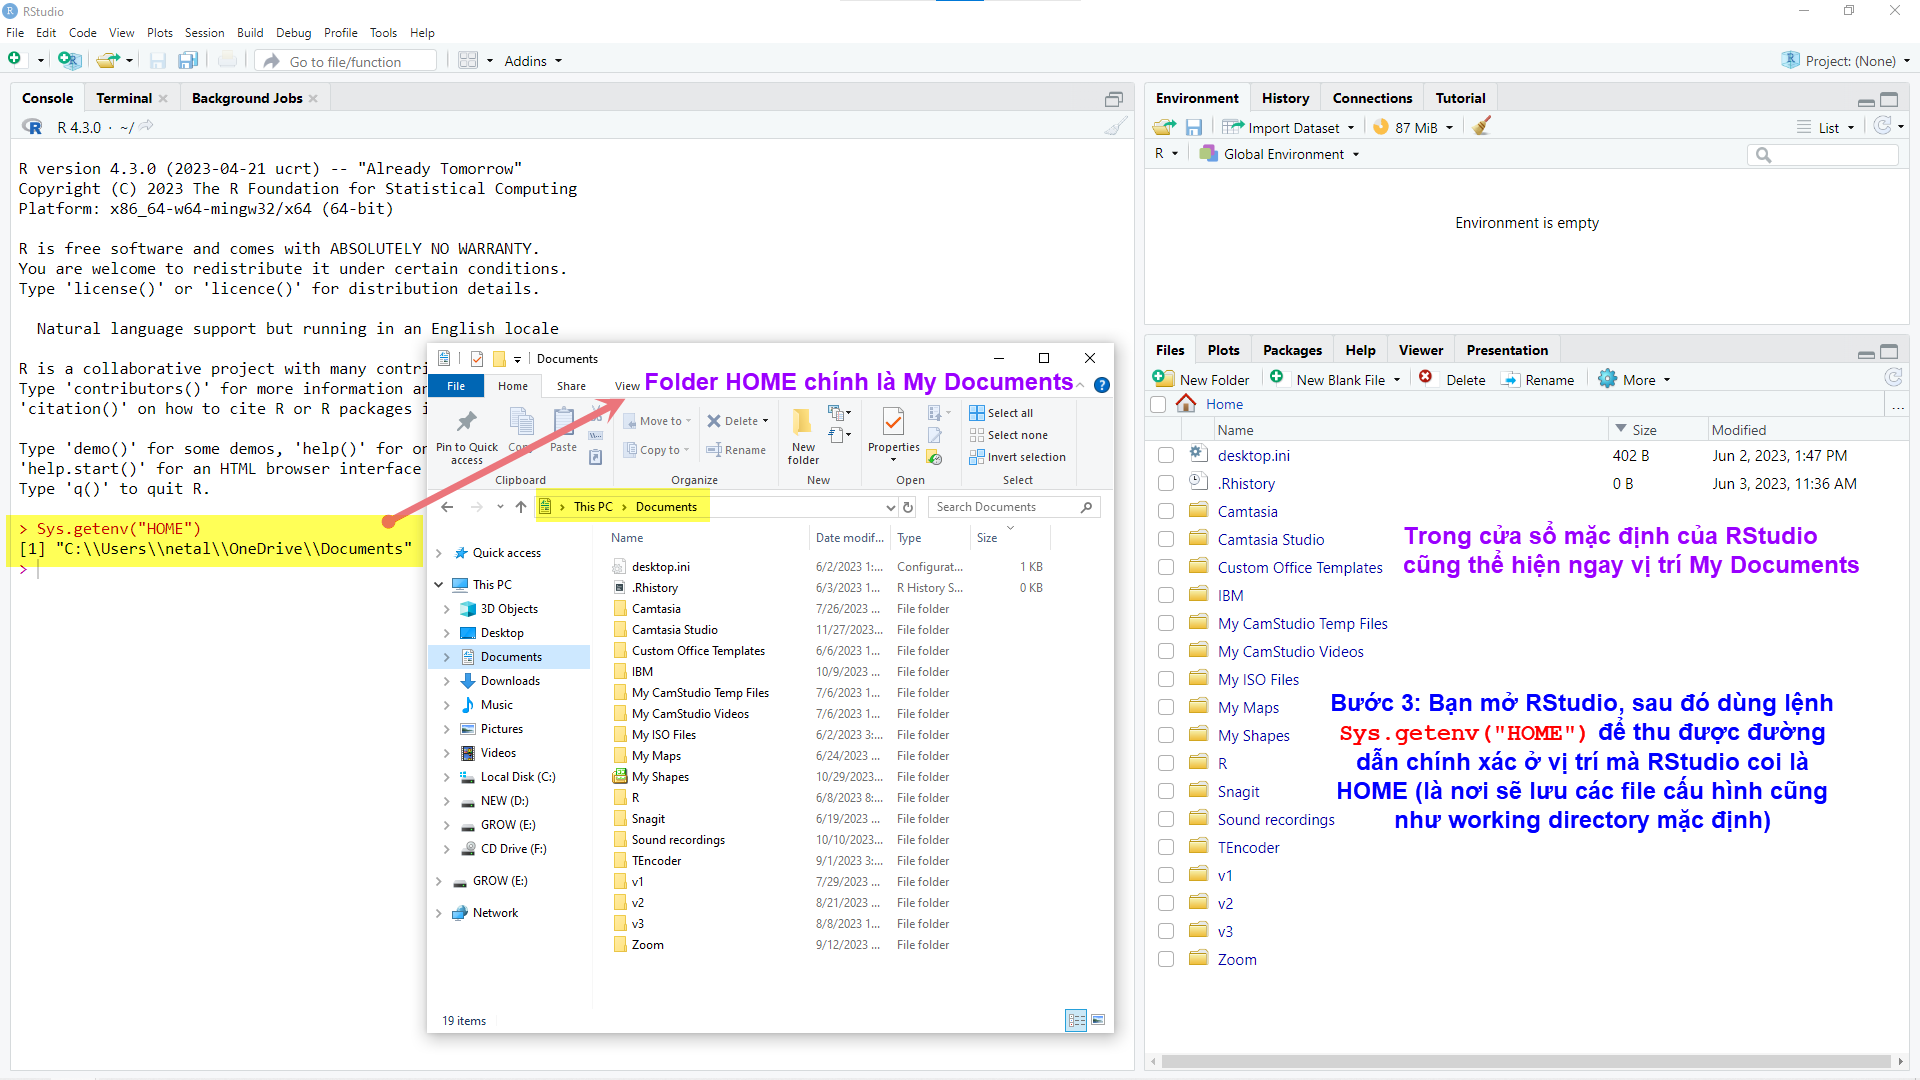 RStudio
File Edit Code View Plots Session Build Debug Profile Tools Help
Go to file/function
Addins
Project: (None)
Console Terminal Background Jobs
R 4.3.0 · ~/
R version 4.3.0 (2023-04-21 ucrt) -- "Already Tomorrow"
Copyright (C) 2023 The R Foundation for Statistical Computing
Platform: x86_64-w64-mingw32/x64 (64-bit)
R is free software and comes with ABSOLUTELY NO WARRANTY.
You are welcome to redistribute it under certain conditions.
Type 'license()' or 'licence()' for distribution details.
Natural language support but running in an English locale
R is a collaborative project with many contri
Type 'contributors()' for more information an
'citation()' on how to cite R or R packages i
Type 'demo()' for some demos, 'help()' for on
'help.start()' for an HTML browser interface
Type 'q()' to quit R.
> Sys.getenv("HOME")
[1] "C:\\Users\\netal\\OneDrive\\Documents"
>
Documents
File Home Share View
Folder HOME chính là My Documents
Pin to Quick access
Copy
Paste
Move to
Copy to
Delete
Rename
New folder
Properties
Select all
Select none
Invert selection
Clipboard Organize New Open Select
This PC > Documents
Search Documents
Quick access
This PC
3D Objects
Desktop
Documents
Downloads
Music
Pictures
Videos
Local Disk (C:)
NEW (D:)
GROW (E:)
CD Drive (F:)
GROW (E:)
Network
Name Date modif... Type Size
desktop.ini 6/2/2023 1:... Configurat... 1 KB
.Rhistory 6/3/2023 1... R History S... 0 KB
Camtasia 7/26/2023 ... File folder
Camtasia Studio 11/27/2023... File folder
Custom Office Templates 6/6/2023 1... File folder
IBM 10/9/2023 ... File folder
My CamStudio Temp Files 7/6/2023 1... File folder
My CamStudio Videos 7/6/2023 1... File folder
My ISO Files 6/2/2023 3:... File folder
My Maps 6/24/2023 ... File folder
My Shapes 10/29/2023... File folder
R 6/8/2023 8:... File folder
Snagit 6/19/2023 ... File folder
Sound recordings 10/10/2023... File folder
TEncoder 9/1/2023 3:... File folder
v1 7/29/2023 ... File folder
v2 8/21/2023 ... File folder
v3 8/8/2023 1... File folder
Zoom 9/12/2023 ... File folder
19 items
Environment History Connections Tutorial
Import Dataset 87 MiB List
R Global Environment
Environment is empty
Files Plots Packages Help Viewer Presentation
New Folder New Blank File Delete Rename More
Home ...
Name Size Modified
desktop.ini 402 B Jun 2, 2023, 1:47 PM
.Rhistory 0 B Jun 3, 2023, 11:36 AM
Camtasia
Camtasia Studio
Custom Office Templates
IBM
My CamStudio Temp Files
My CamStudio Videos
My ISO Files
My Maps
My Shapes
R
Snagit
Sound recordings
TEncoder
v1
v2
v3
Zoom
Trong cửa sổ mặc định của RStudio
cũng thể hiện ngay vị trí My Documents
Bước 3: Bạn mở RStudio, sau đó dùng lệnh
Sys.getenv("HOME") để thu được đường
dẫn chính xác ở vị trí mà RStudio coi là
HOME (là nơi sẽ lưu các file cấu hình cũng
như working directory mặc định)